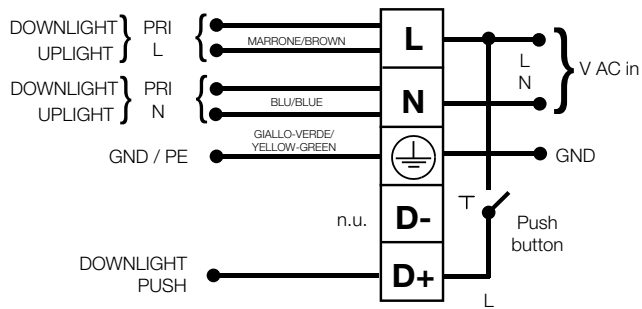 DOWNLIGHT PRI
UPLIGHT L
MARRONE/BROWN
L
L
N
V AC in
DOWNLIGHT PRI
UPLIGHT N
BLU/BLUE
N
GIALLO-VERDE/
YELLOW-GREEN
GND / PE
GND
n.u.
D-
Push
button
DOWNLIGHT
PUSH
D+
L